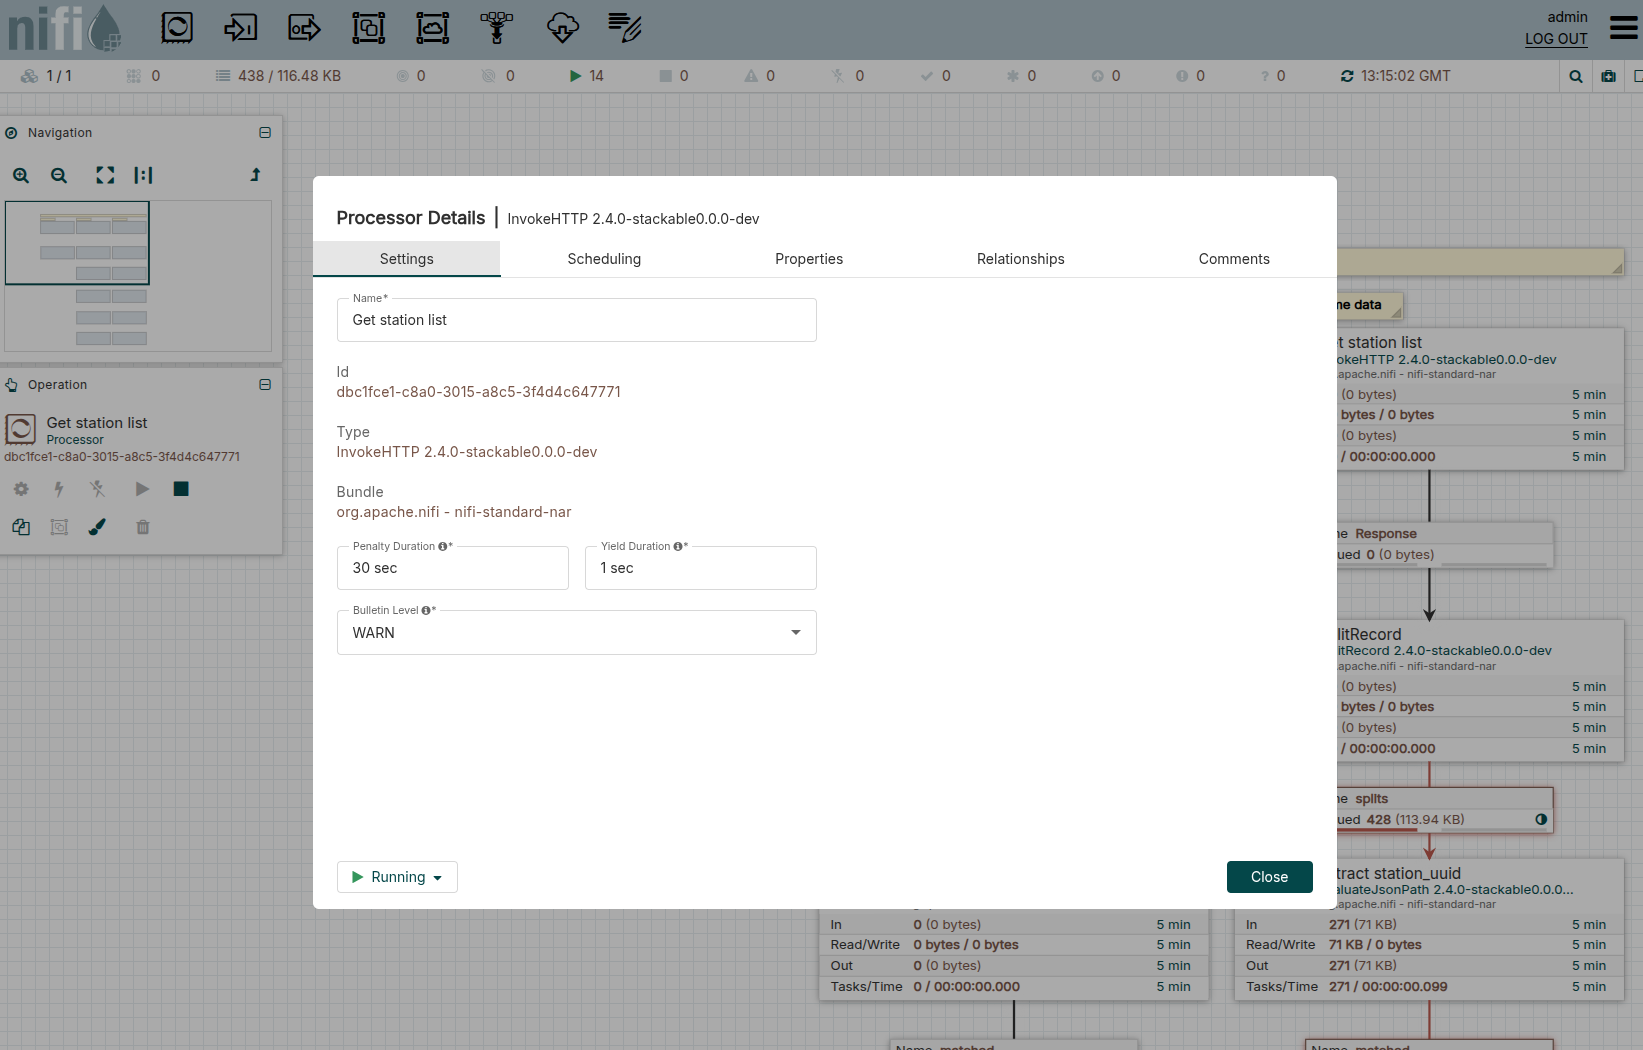 nifi
admin
LOG OUT
1 / 1
0
438 / 116.48 KB
0
0
14
0
0
0
0
0
0
0
? 0
13:15:02 GMT
Navigation
Operation
Get station list
Processor
dbc1fce1-c8a0-3015-a8c5-3f4d4c647771
Processor Details | InvokeHTTP 2.4.0-stackable0.0.0-dev
Settings
Scheduling
Properties
Relationships
Comments
Name*
Get station list
Id
dbc1fce1-c8a0-3015-a8c5-3f4d4c647771
Type
InvokeHTTP 2.4.0-stackable0.0.0-dev
Bundle
org.apache.nifi - nifi-standard-nar
Penalty Duration *
30 sec
Yield Duration *
1 sec
Bulletin Level *
WARN
Running
Close
ne data
t station list
okeHTTP 2.4.0-stackable0.0.0-dev
.apache.nifi - nifi-standard-nar
(0 bytes) 5 min
bytes / 0 bytes 5 min
(0 bytes) 5 min
/ 00:00:00.000 5 min
ne Response
ued 0 (0 bytes)
litRecord
itRecord 2.4.0-stackable0.0.0-dev
.apache.nifi - nifi-standard-nar
(0 bytes) 5 min
bytes / 0 bytes 5 min
(0 bytes) 5 min
/ 00:00:00.000 5 min
ne splits
ued 428 (113.94 KB)
tract station_uuid
aluateJsonPath 2.4.0-stackable0.0.0...
.apache.nifi - nifi-standard-nar
In 0 (0 bytes) 5 min
Read/Write 0 bytes / 0 bytes 5 min
Out 0 (0 bytes) 5 min
Tasks/Time 0 / 00:00:00.000 5 min
In 271 (71 KB) 5 min
Read/Write 71 KB / 0 bytes 5 min
Out 271 (71 KB) 5 min
Tasks/Time 271 / 00:00:00.099 5 min
Name matched
Name matched